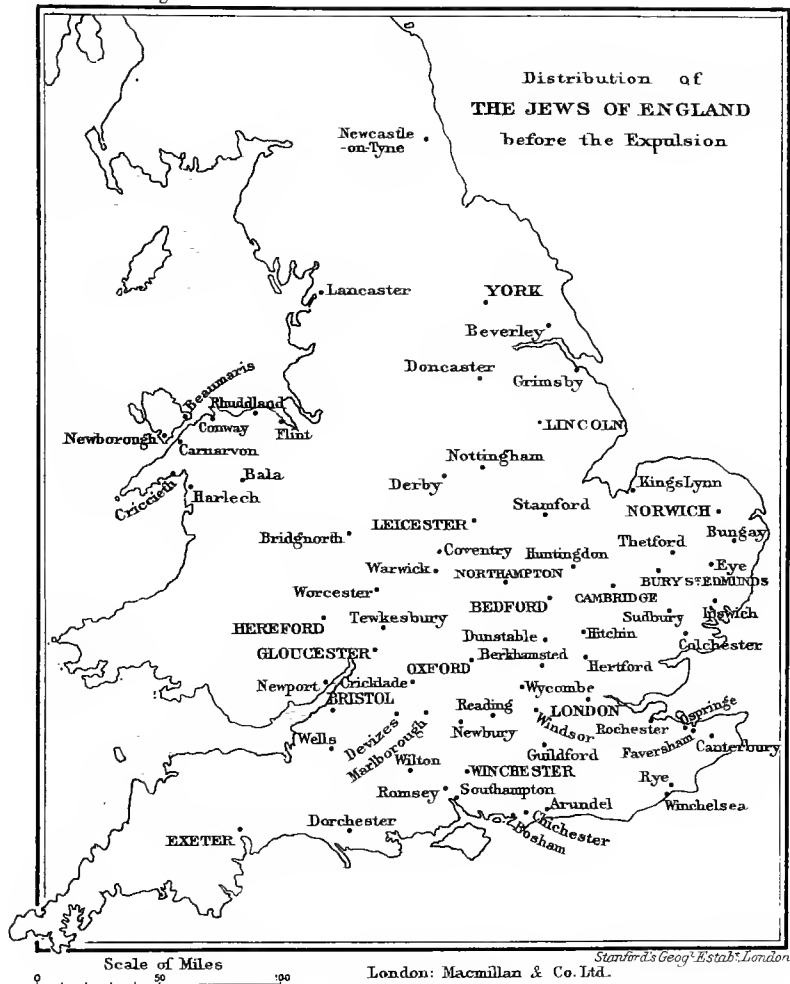 Distribution of
THE JEWS OF ENGLAND
before the Expulsion
Newcastle
-on-Tyne
Lancaster
YORK
Beverley
Doncaster
Grimsby
Beaumaris
Rhuddland
Conway
Flint
Newborough
Carnarvon
LINCOLN
Nottingham
Bala
Derby
Criccieth
Harlech
KingsLynn
Stamford
NORWICH
LEICESTER
Bridgnorth
Thetford
Bungay
Coventry
Huntingdon
Warwick
NORTHAMPTON
Eye
BURY ST EDMUNDS
Worcester
CAMBRIDGE
BEDFORD
Sudbury
Ipswich
HEREFORD
Tewkesbury
Dunstable
Hitchin
Colchester
GLOUCESTER
OXFORD
Berkhamsted
Hertford
Newport
Cricklade
Wycombe
BRISTOL
Reading
LONDON
Ospringe
Wells
Devizes
Marlborough
Newbury
Windsor
Rochester
Faversham
Canterbury
Guildford
Wilton
WINCHESTER
Rye
Romsey
Southampton
Arundel
Winchelsea
Dorchester
Chichester
Bosham
EXETER
Scale of Miles
0 50 100
Stanford's Geog.l Estab.t, London
London: Macmillan & Co. Ltd.